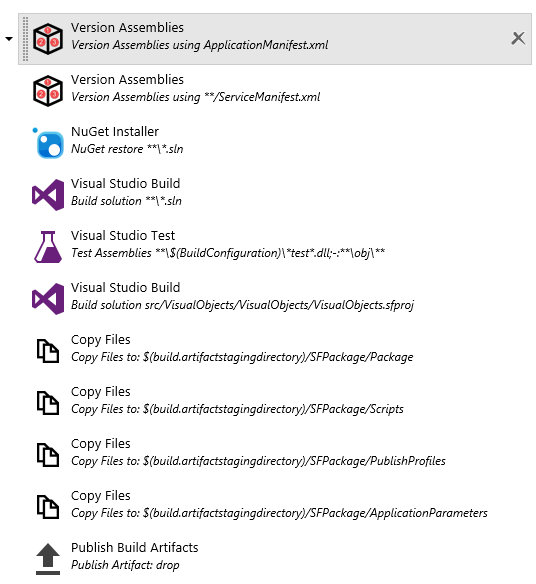 Version Assemblies
Version Assemblies using ApplicationManifest.xml
Version Assemblies
Version Assemblies using **/ServiceManifest.xml
NuGet Installer
NuGet restore **\*.sln
Visual Studio Build
Build solution **\*.sln
Visual Studio Test
Test Assemblies **\$(BuildConfiguration)\*test*.dll;-:**\obj\**
Visual Studio Build
Build solution src/VisualObjects/VisualObjects/VisualObjects.sfproj
Copy Files
Copy Files to: $(build.artifactstagingdirectory)/SFPackage/Package
Copy Files
Copy Files to: $(build.artifactstagingdirectory)/SFPackage/Scripts
Copy Files
Copy Files to: $(build.artifactstagingdirectory)/SFPackage/PublishProfiles
Copy Files
Copy Files to: $(build.artifactstagingdirectory)/SFPackage/ApplicationParameters
Publish Build Artifacts
Publish Artifact: drop